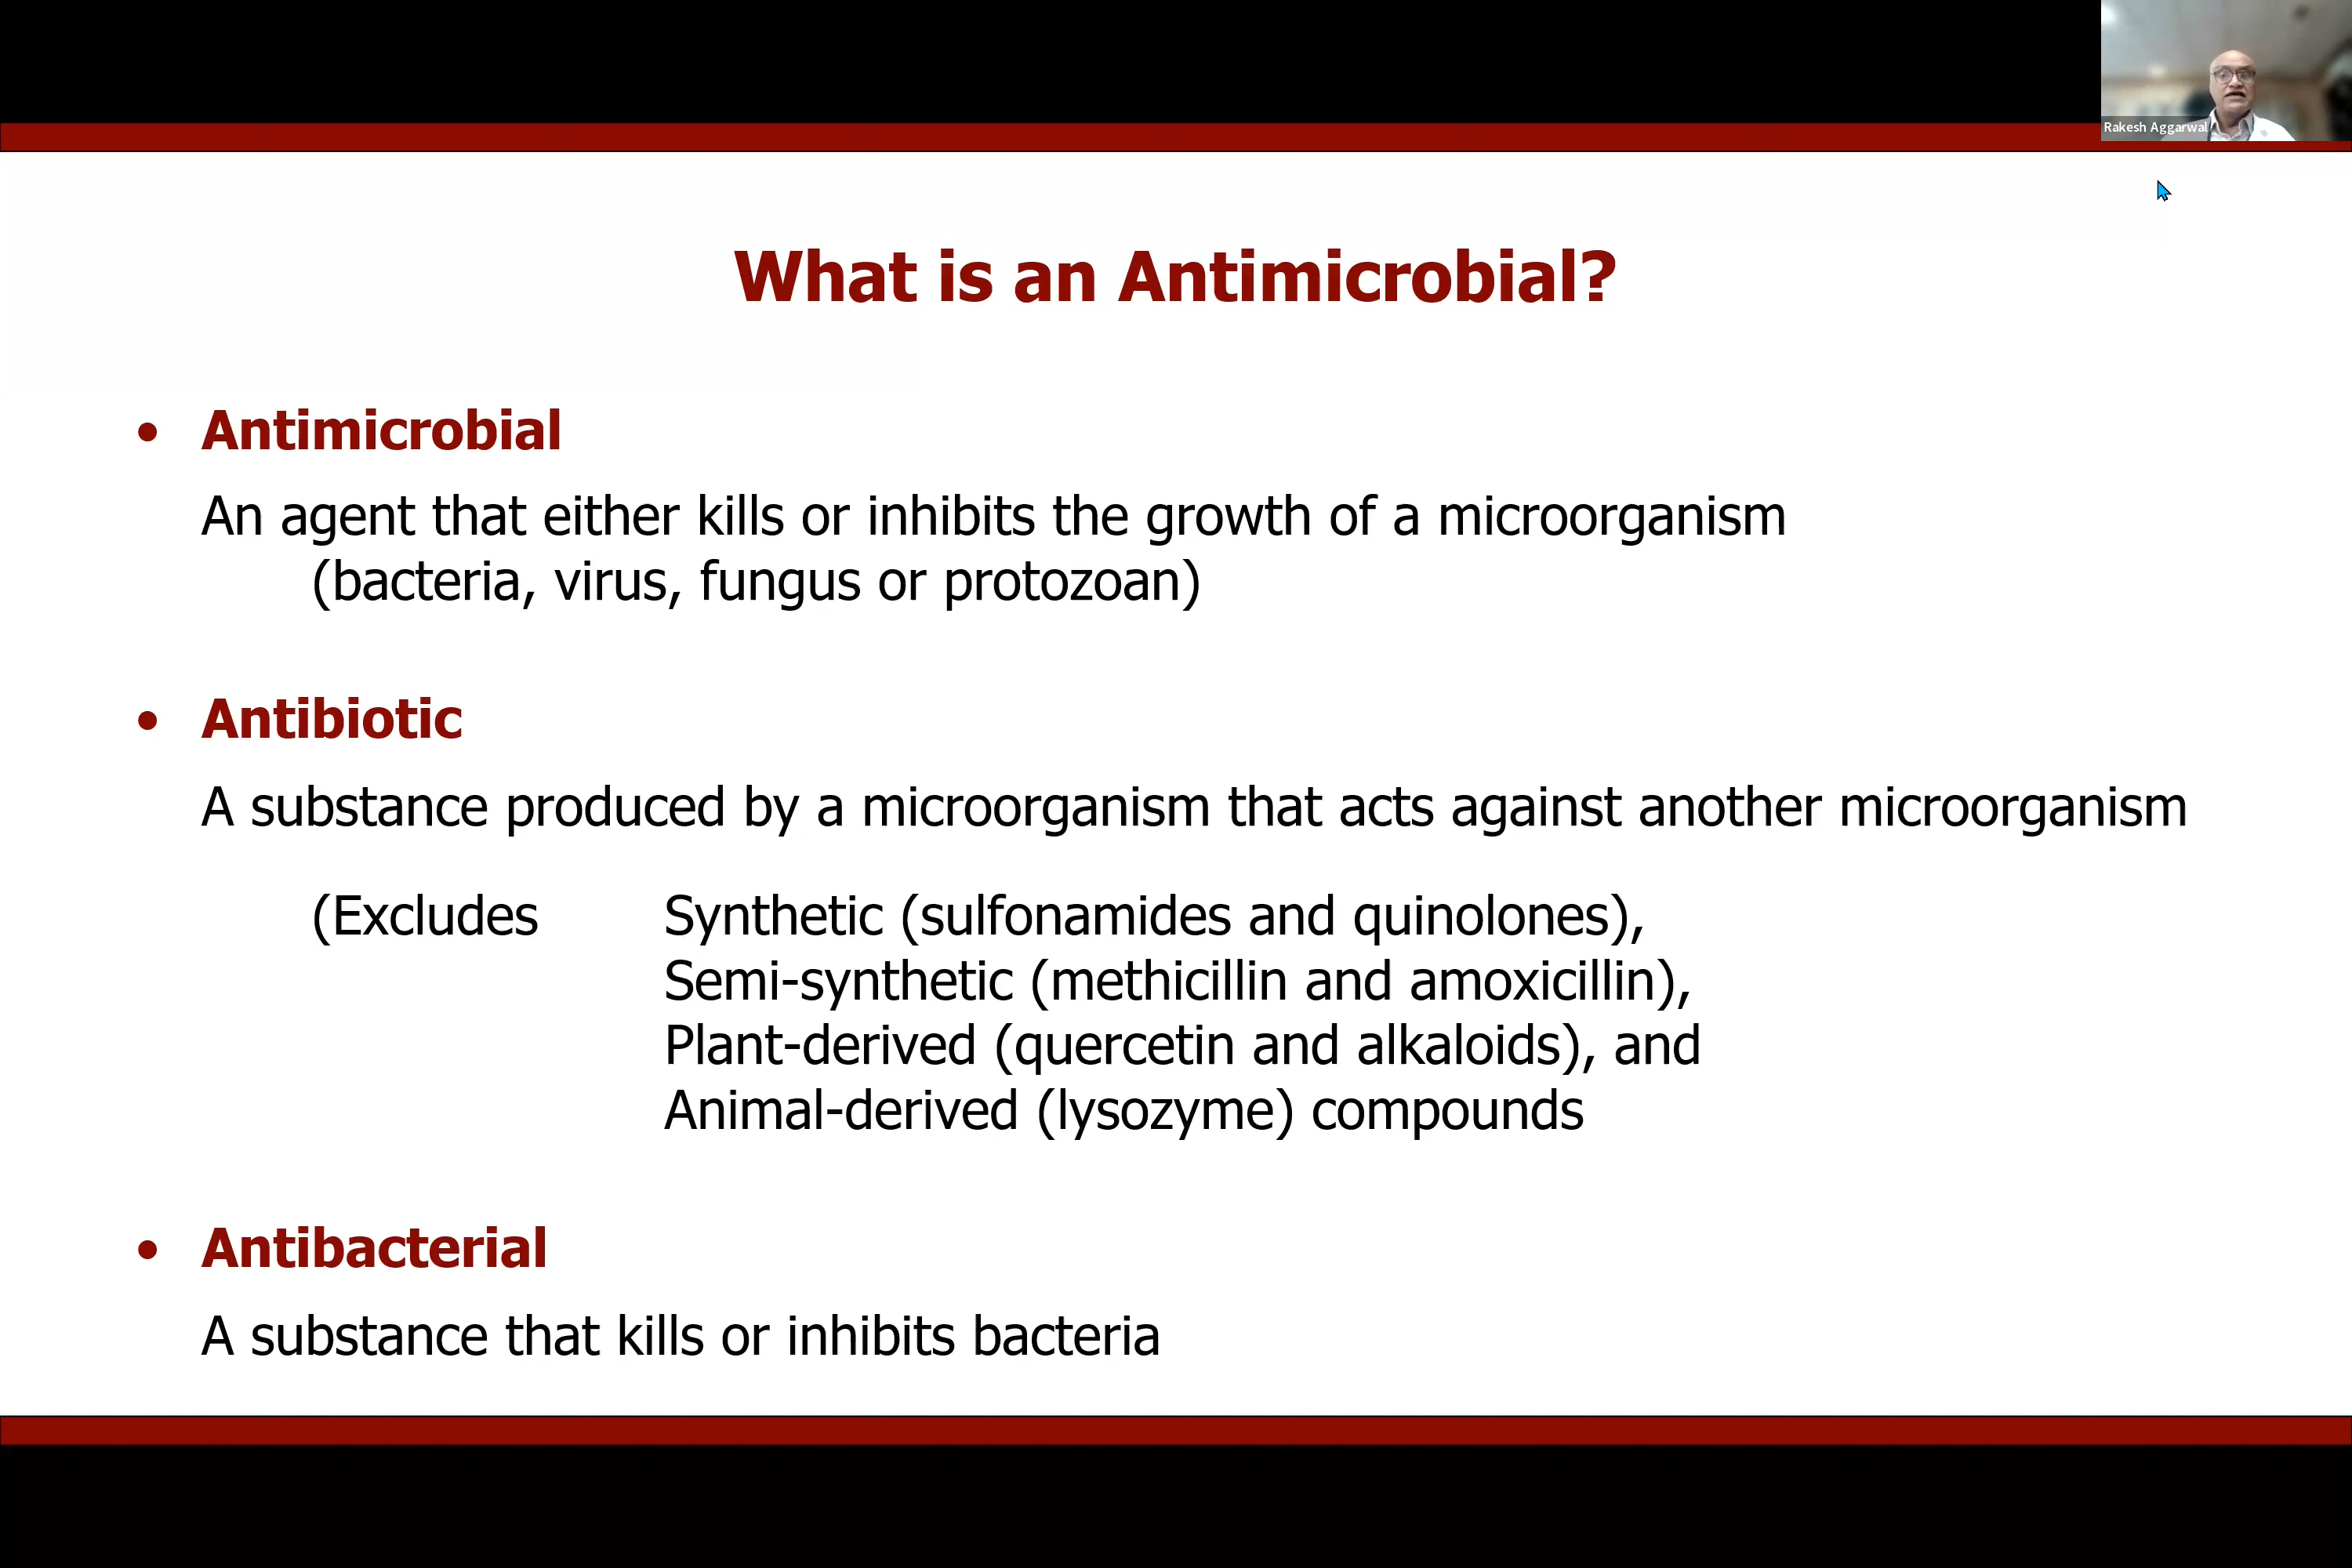 Rakesh Aggarwal
What is an Antimicrobial?
• Antimicrobial
An agent that either kills or inhibits the growth of a microorganism
(bacteria, virus, fungus or protozoan)
• Antibiotic
A substance produced by a microorganism that acts against another microorganism
(Excludes Synthetic (sulfonamides and quinolones),
Semi-synthetic (methicillin and amoxicillin),
Plant-derived (quercetin and alkaloids), and
Animal-derived (lysozyme) compounds
• Antibacterial
A substance that kills or inhibits bacteria